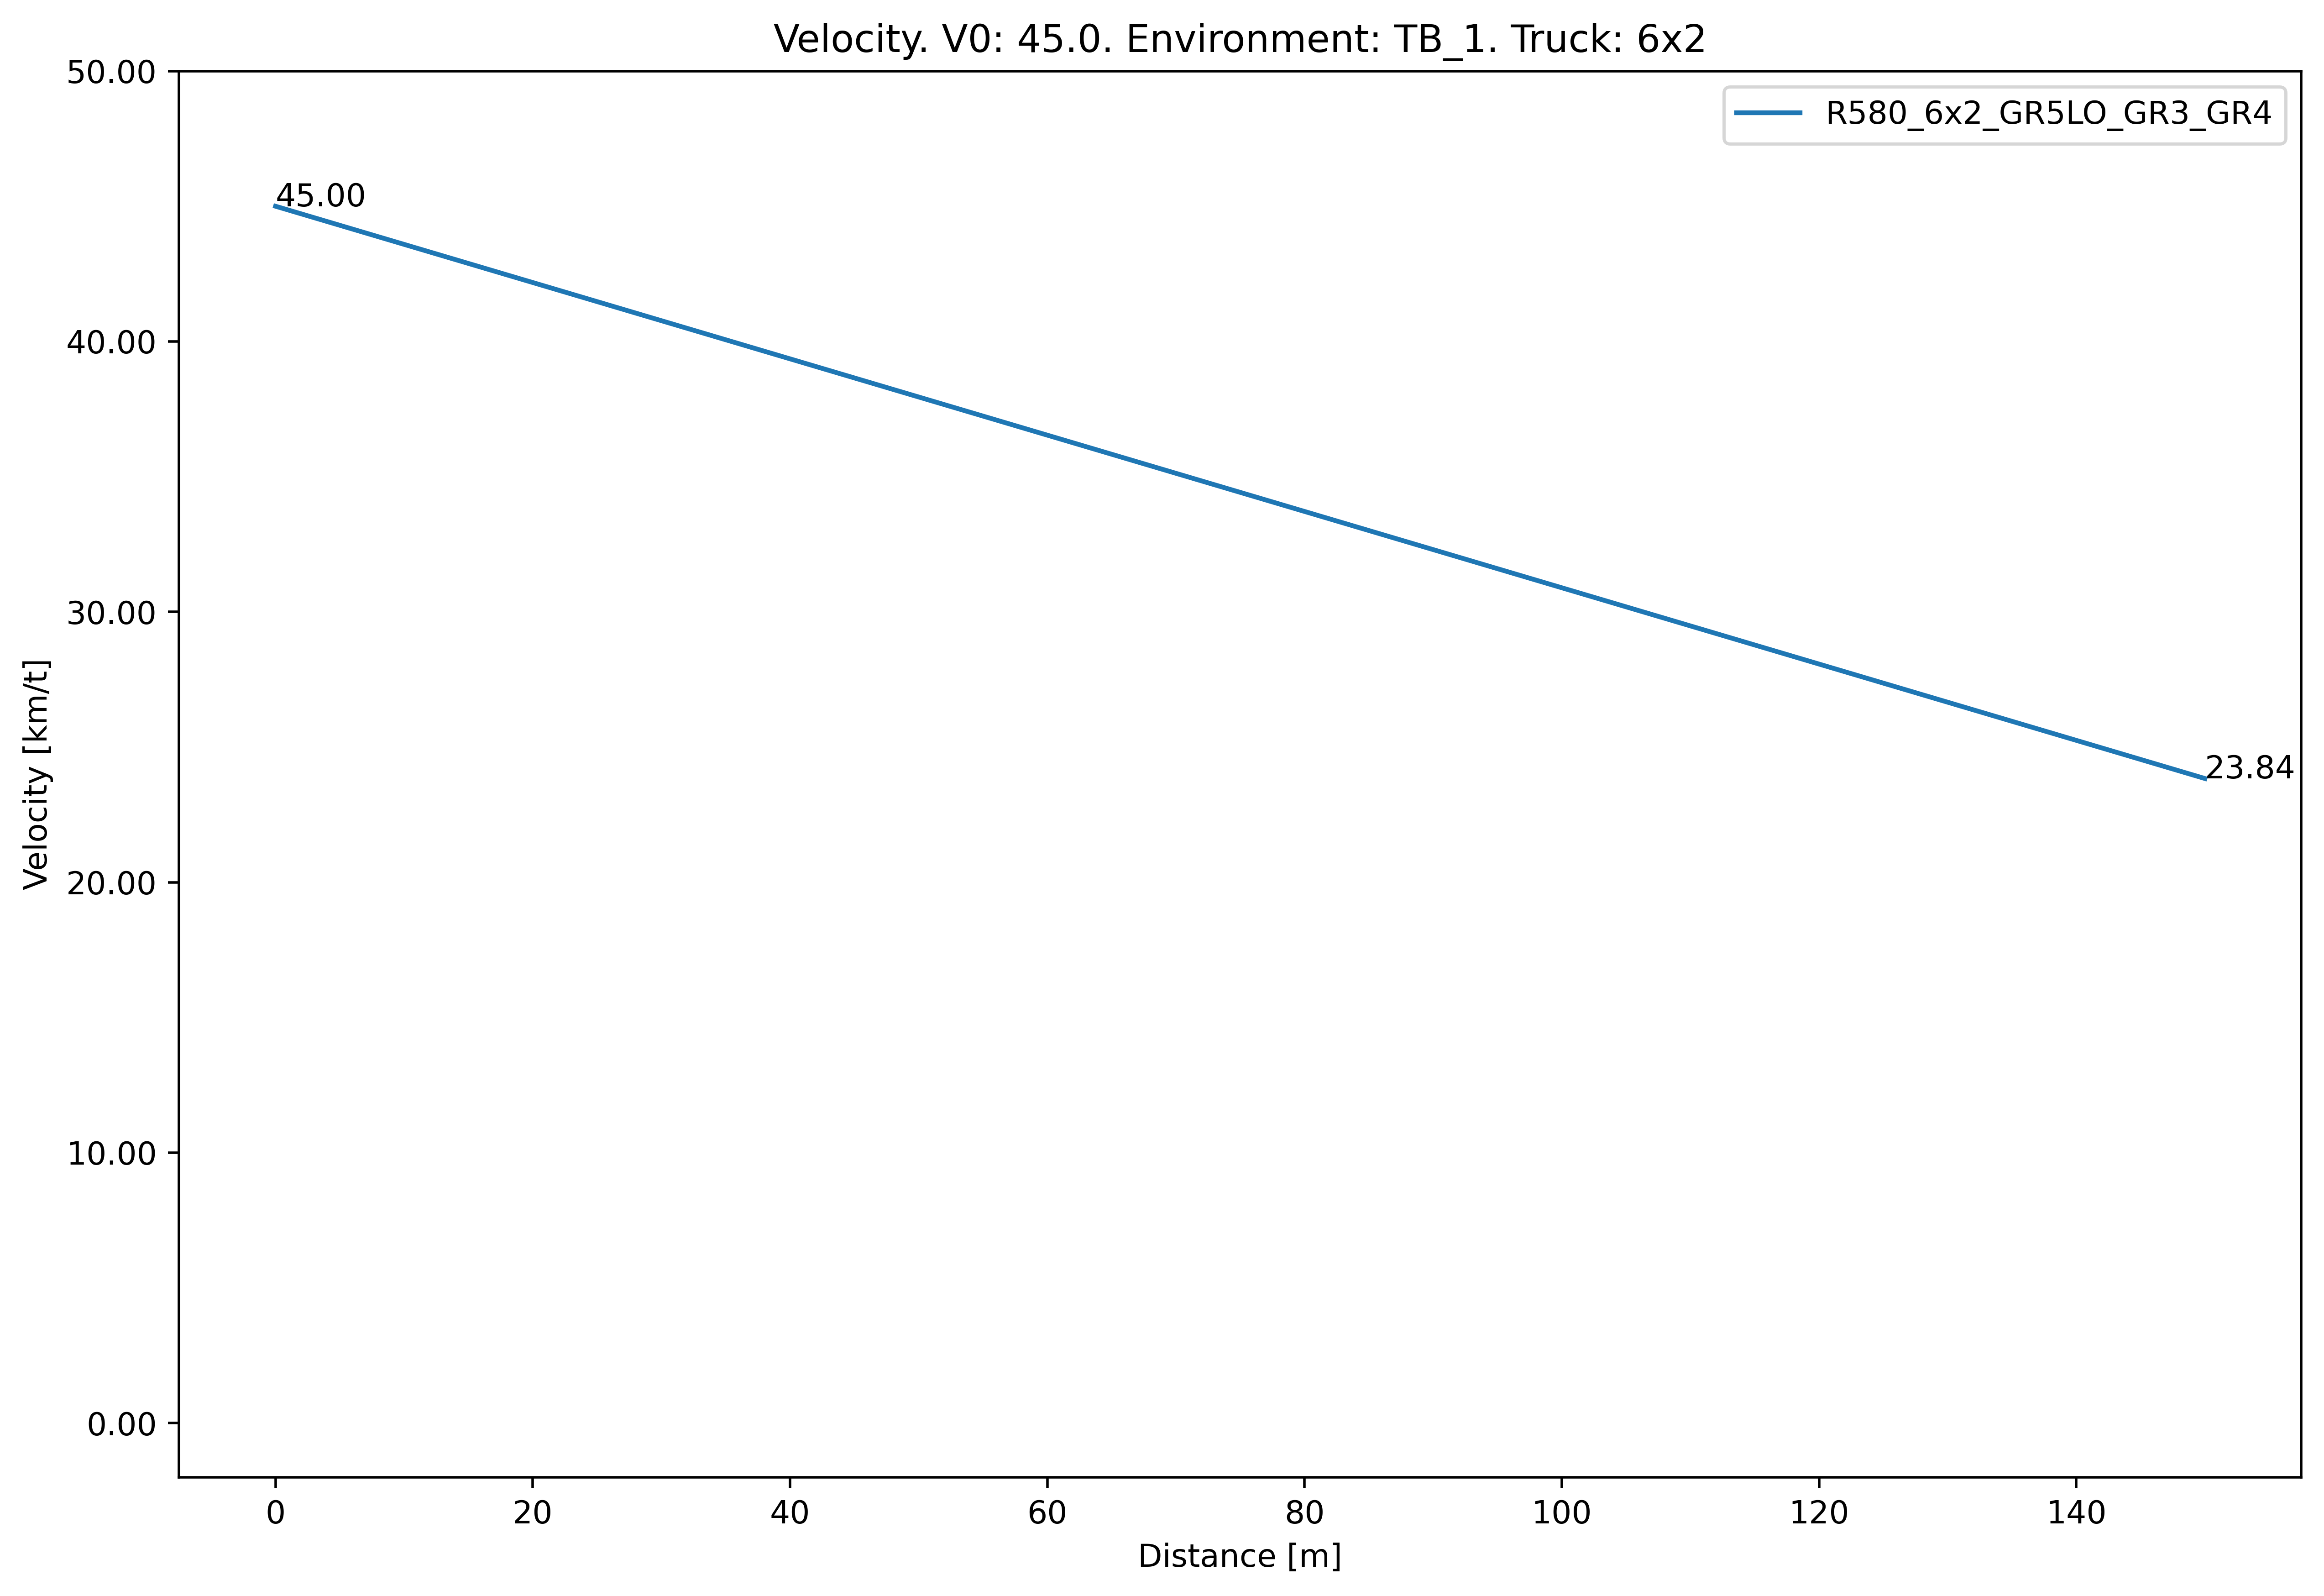 Velocity. V0: 45.0. Environment: TB_1. Truck: 6x2
R580_6x2_GR5LO_GR3_GR4
50.00
45.00
40.00
30.00
23.84
20.00
10.00
0.00
Velocity [km/t]
0 20 40 60 80 100 120 140
Distance [m]